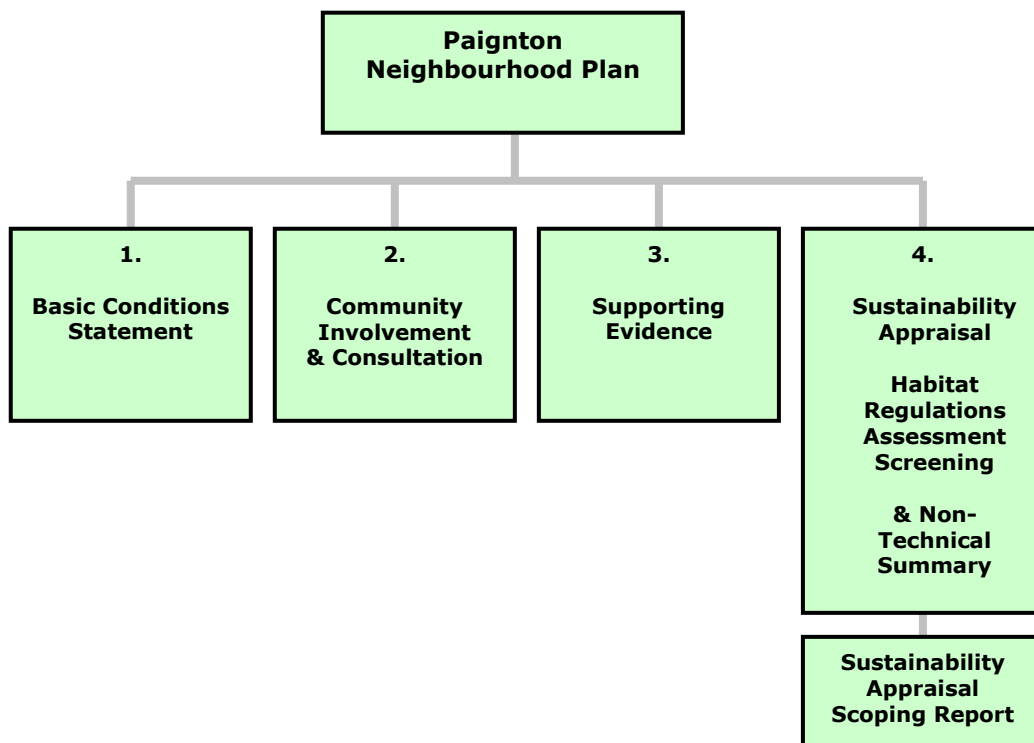 Paignton
Neighbourhood Plan
1.
Basic Conditions
Statement
2.
Community
Involvement
& Consultation
3.
Supporting
Evidence
4.
Sustainability
Appraisal
Habitat
Regulations
Assessment
Screening
& Non-
Technical
Summary
Sustainability
Appraisal
Scoping Report